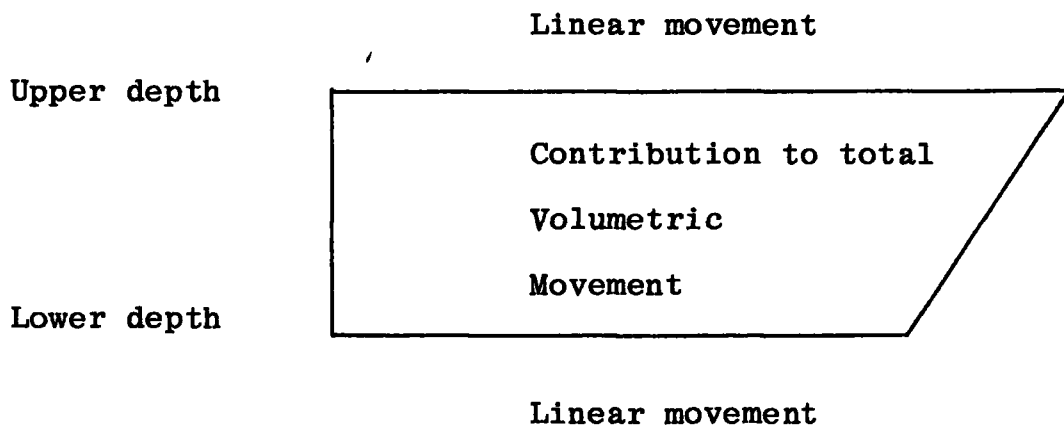 Linear movement
Upper depth
Contribution to total
Volumetric
Movement
Lower depth
Linear movement